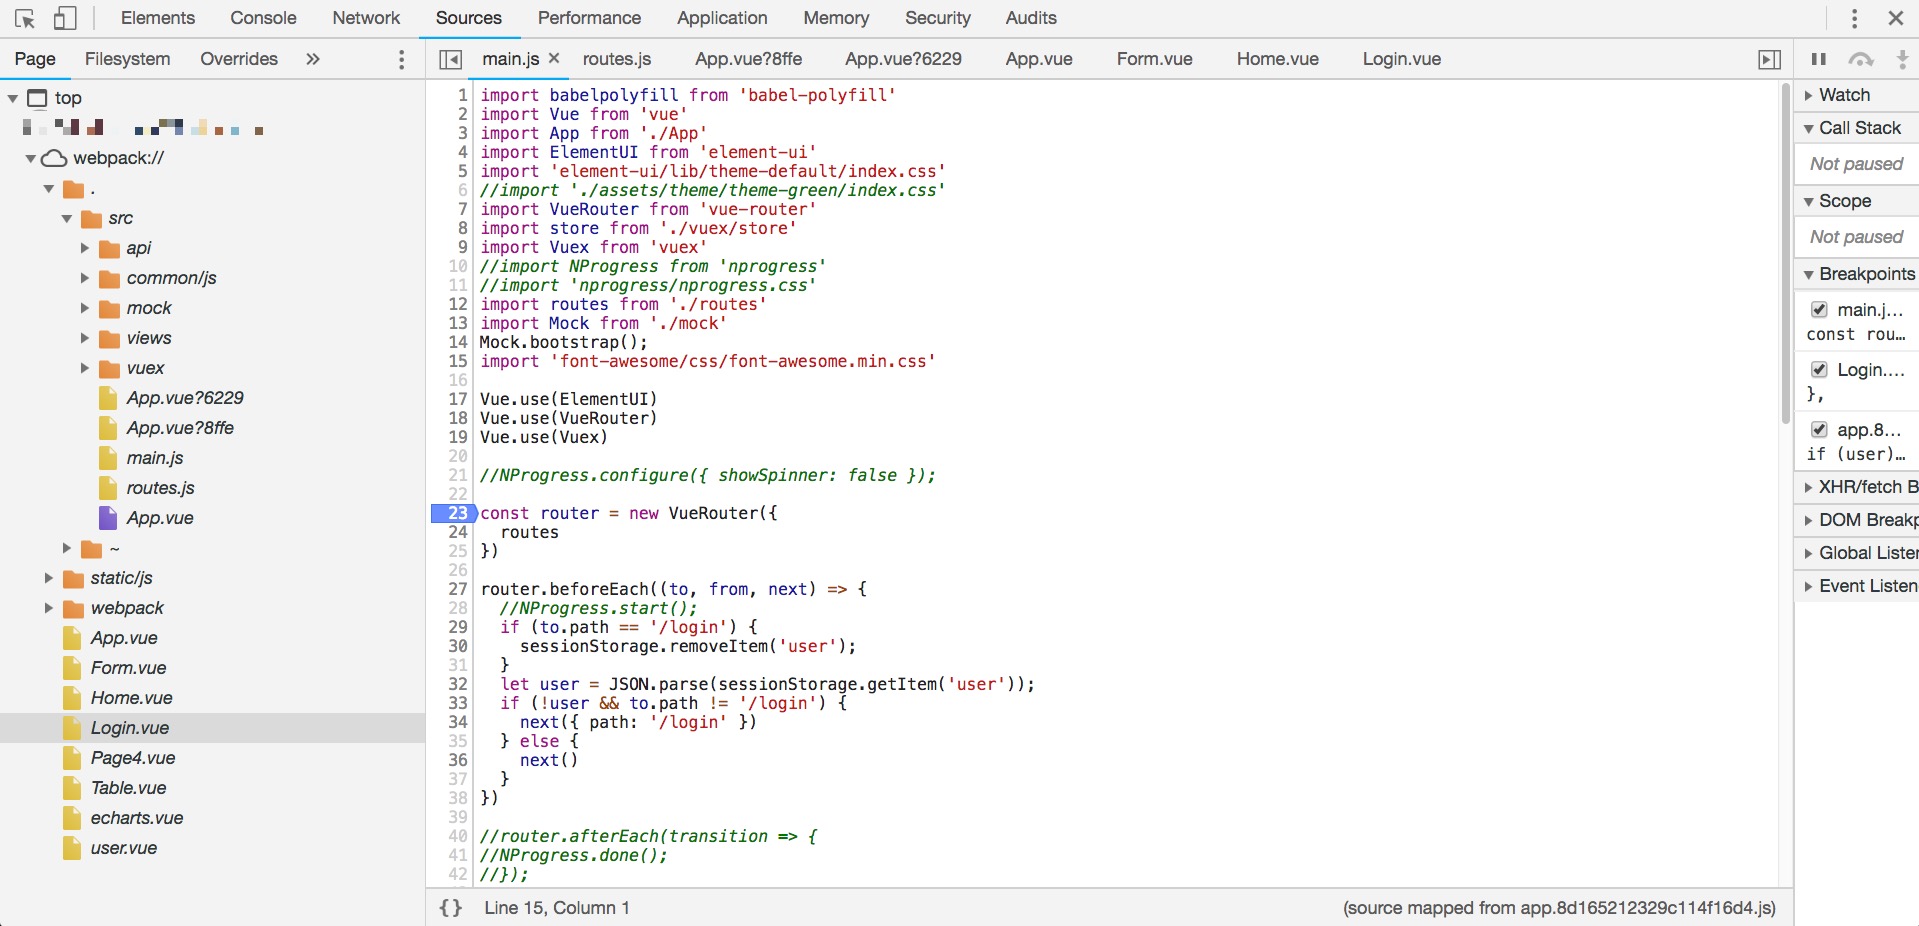 Elements Console Network Sources Performance Application Memory Security Audits
Page Filesystem Overrides »
top
webpack://
.
src
api
common/js
mock
views
vuex
App.vue?6229
App.vue?8ffe
main.js
routes.js
App.vue
~
static/js
webpack
App.vue
Form.vue
Home.vue
Login.vue
Page4.vue
Table.vue
echarts.vue
user.vue
main.js × routes.js App.vue?8ffe App.vue?6229 App.vue Form.vue Home.vue Login.vue
1 import babelpolyfill from 'babel-polyfill'
2 import Vue from 'vue'
3 import App from './App'
4 import ElementUI from 'element-ui'
5 import 'element-ui/lib/theme-default/index.css'
6 //import './assets/theme/theme-green/index.css'
7 import VueRouter from 'vue-router'
8 import store from './vuex/store'
9 import Vuex from 'vuex'
10 //import NProgress from 'nprogress'
11 //import 'nprogress/nprogress.css'
12 import routes from './routes'
13 import Mock from './mock'
14 Mock.bootstrap();
15 import 'font-awesome/css/font-awesome.min.css'
16
17 Vue.use(ElementUI)
18 Vue.use(VueRouter)
19 Vue.use(Vuex)
20
21 //NProgress.configure({ showSpinner: false });
22
23 const router = new VueRouter({
24   routes
25 })
26
27 router.beforeEach((to, from, next) => {
28   //NProgress.start();
29   if (to.path == '/login') {
30     sessionStorage.removeItem('user');
31   }
32   let user = JSON.parse(sessionStorage.getItem('user'));
33   if (!user && to.path != '/login') {
34     next({ path: '/login' })
35   } else {
36     next()
37   }
38 })
39
40 //router.afterEach(transition => {
41 //NProgress.done();
42 //});
{} Line 15, Column 1 (source mapped from app.8d165212329c114f16d4.js)
Watch
Call Stack
Not paused
Scope
Not paused
Breakpoints
main.j…
const rou…
Login.…
},
app.8…
if (user)…
XHR/fetch B
DOM Breakp
Global Listen
Event Listen